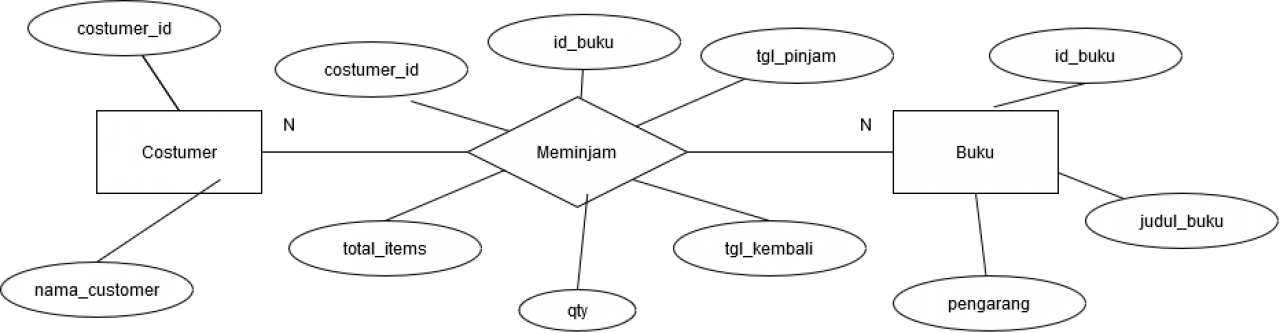 costumer_id
id_buku
costumer_id
tgl_pinjam
id_buku
N
N
Costumer
Meminjam
Buku
judul_buku
total_items
tgl_kembali
nama_customer
qty
pengarang